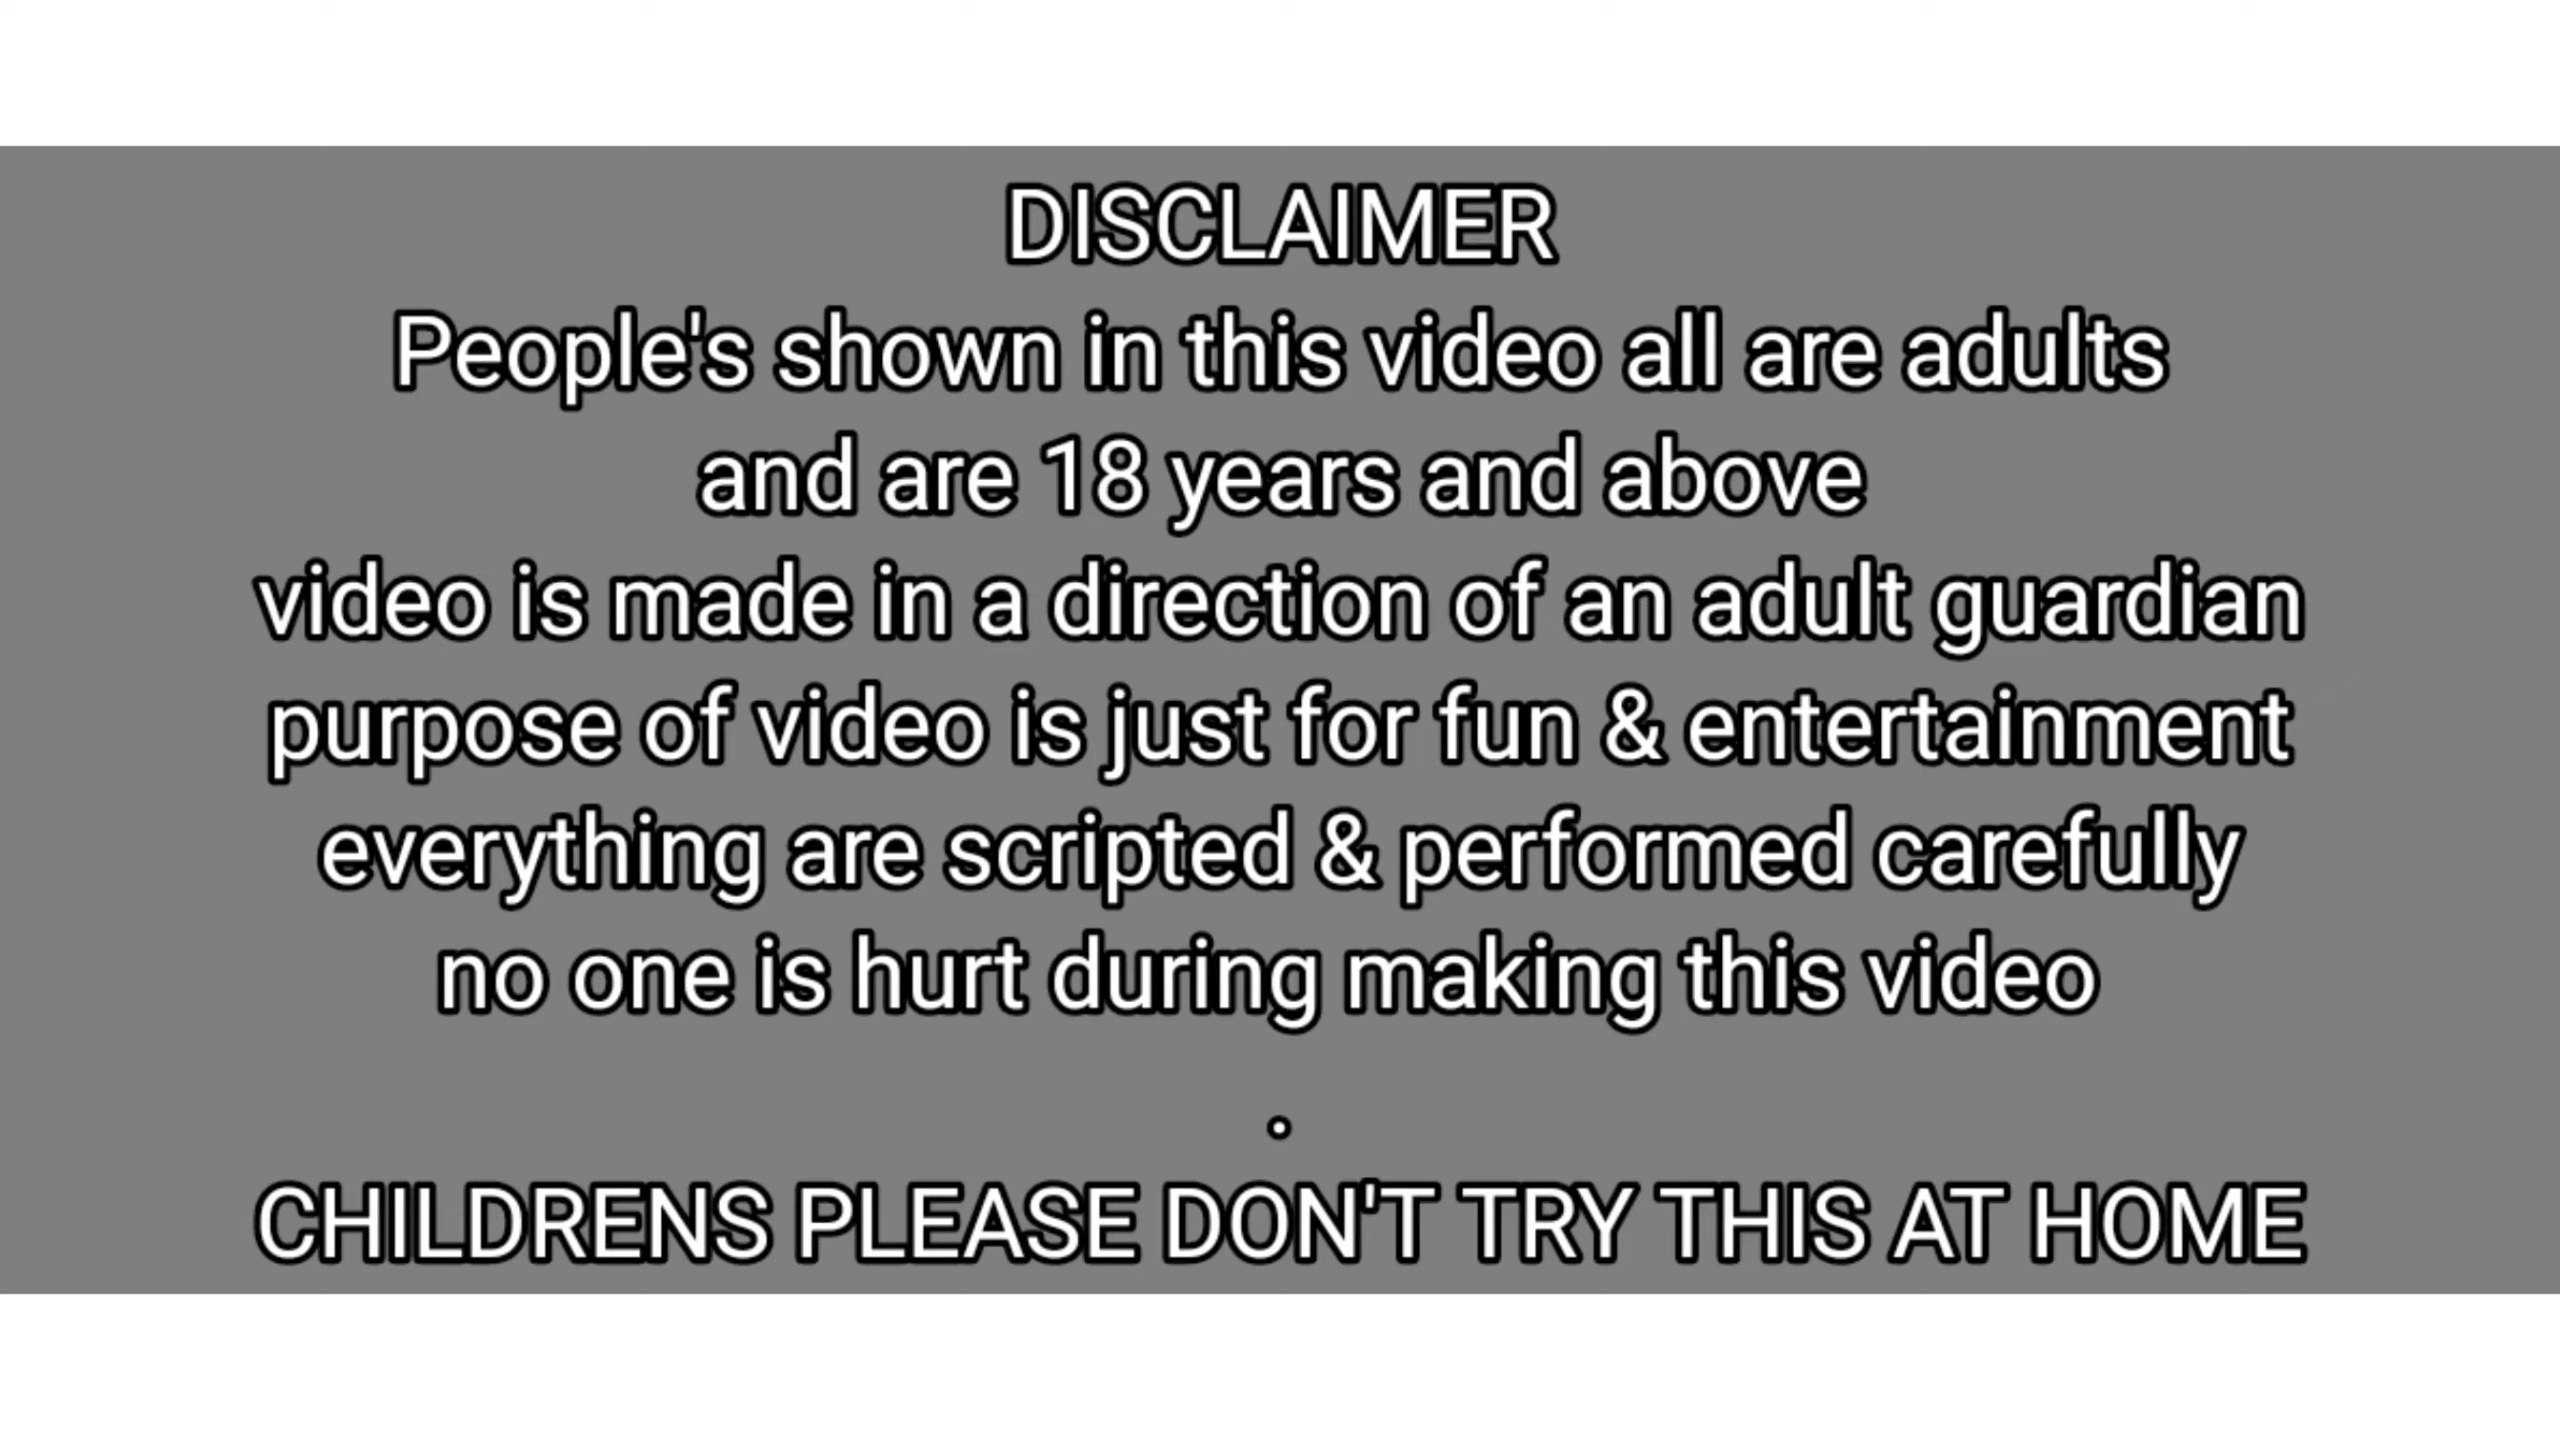 DISCLAIMER
People's shown in this video all are adults
and are 18 years and above
video is made in a direction of an adult guardian
purpose of video is just for fun & entertainment
everything are scripted & performed carefully
no one is hurt during making this video
.
CHILDRENS PLEASE DON'T TRY THIS AT HOME